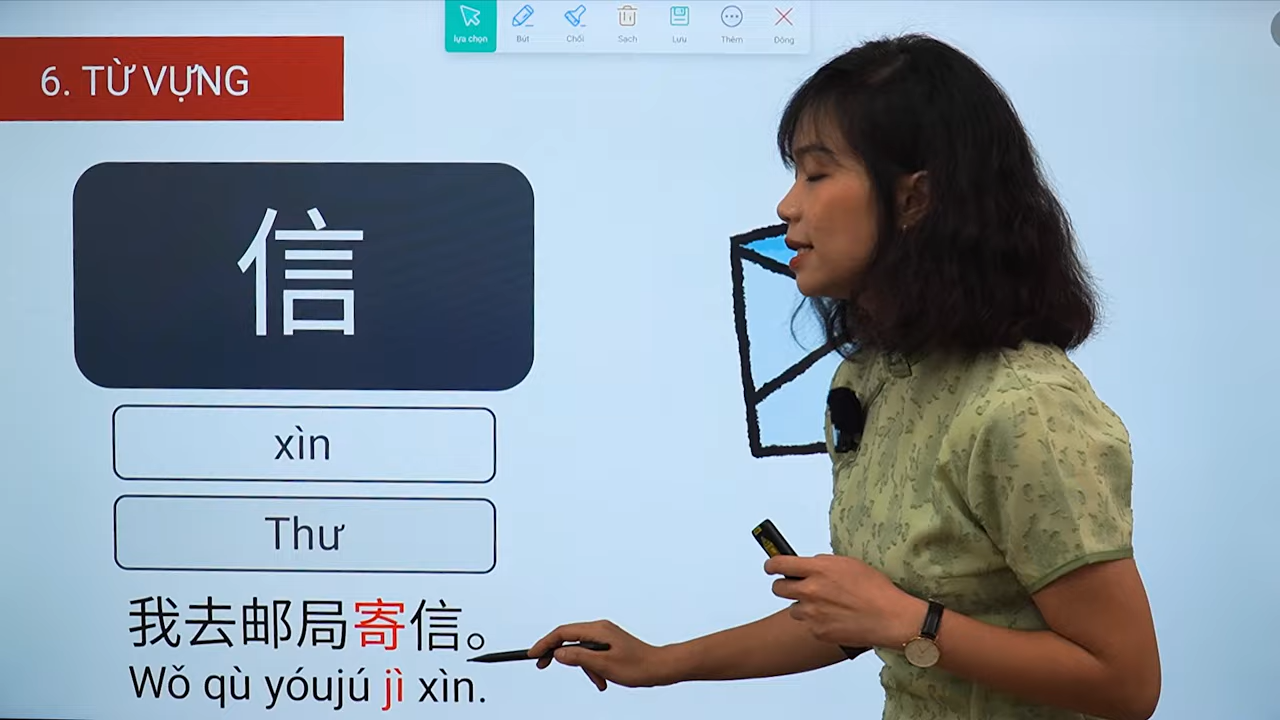 lựa chọn
Bút
Chổi
Sạch
Lưu
Thêm
Đóng
6. TỪ VỰNG
信
xìn
Thư
我去邮局寄信。
Wǒ qù yóujú jì xìn.